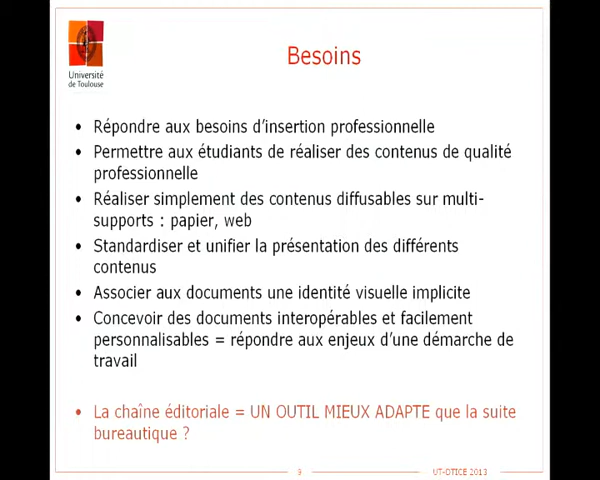 Université
de Toulouse
Besoins
• Répondre aux besoins d'insertion professionnelle
• Permettre aux étudiants de réaliser des contenus de qualité
professionnelle
• Réaliser simplement des contenus diffusables sur multi-
supports : papier, web
• Standardiser et unifier la présentation des différents
contenus
• Associer aux documents une identité visuelle implicite
• Concevoir des documents interopérables et facilement
personnalisables = répondre aux enjeux d'une démarche de
travail
• La chaîne éditoriale = UN OUTIL MIEUX ADAPTE que la suite
bureautique ?
9
UT-DTICE 2013